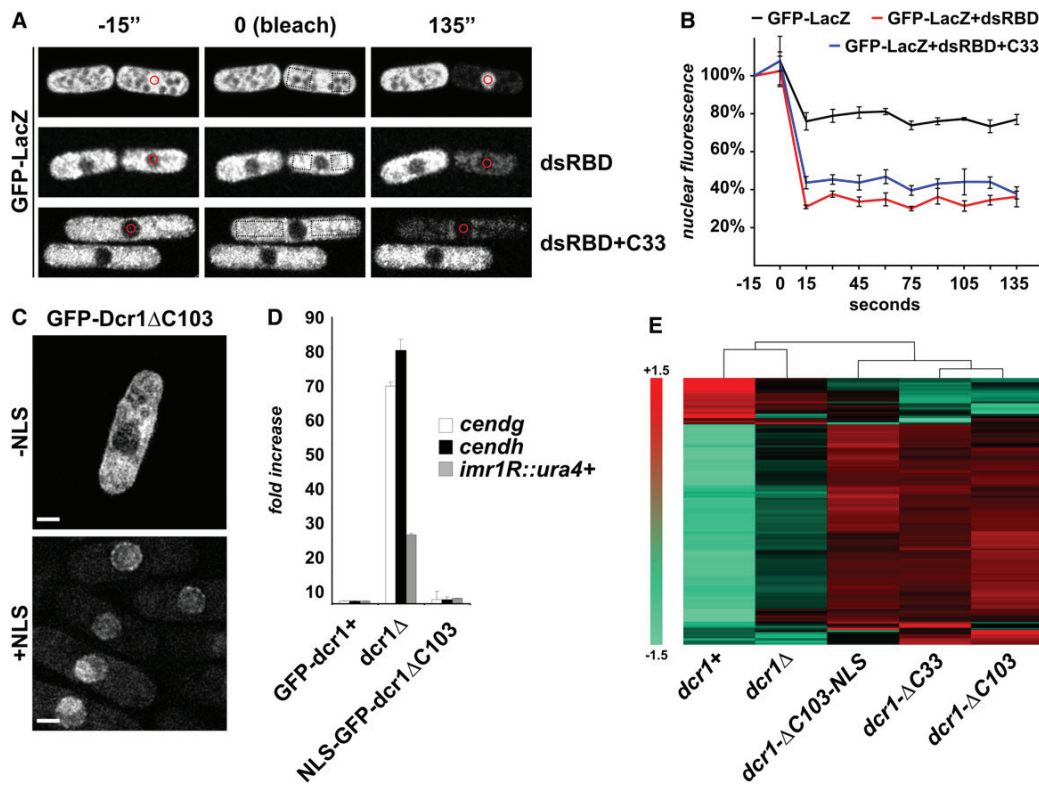 A
-15”
0 (bleach)
135”
GFP-LacZ
dsRBD
dsRBD+C33
B
GFP-LacZ
GFP-LacZ+dsRBD
GFP-LacZ+dsRBD+C33
nuclear fluorescence
100%
80%
60%
40%
20%
-15 0 15 45 75 105 135
seconds
C
GFP-Dcr1ΔC103
-NLS
+NLS
D
fold increase
90
80
70
60
50
40
30
20
10
cendg
cendh
imr1R::ura4+
GFP-dcr1+
dcr1Δ
NLS-GFP-dcr1ΔC103
E
+1.5
-1.5
dcr1+
dcr1Δ
dcr1-ΔC103-NLS
dcr1-ΔC33
dcr1-ΔC103